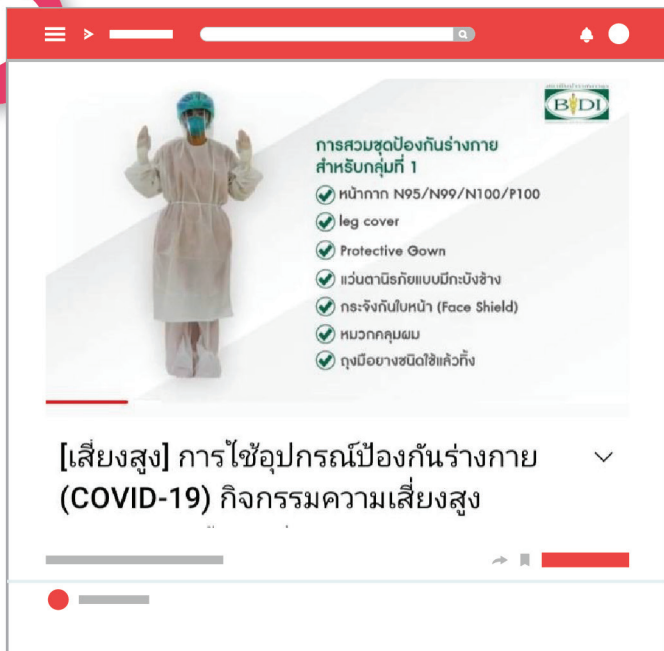 BIDI
การสวมชุดป้องกันร่างกาย
สำหรับกลุ่มที่ 1
หน้ากาก N95/N99/N100/P100
leg cover
Protective Gown
แว่นตานิรภัยแบบมีกะบังข้าง
กระจังกันใบหน้า (Face Shield)
หมวกคลุมผม
ถุงมือยางชนิดใช้แล้วทิ้ง
[เสี่ยงสูง] การใช้อุปกรณ์ป้องกันร่างกาย
(COVID-19) กิจกรรมความเสี่ยงสูง